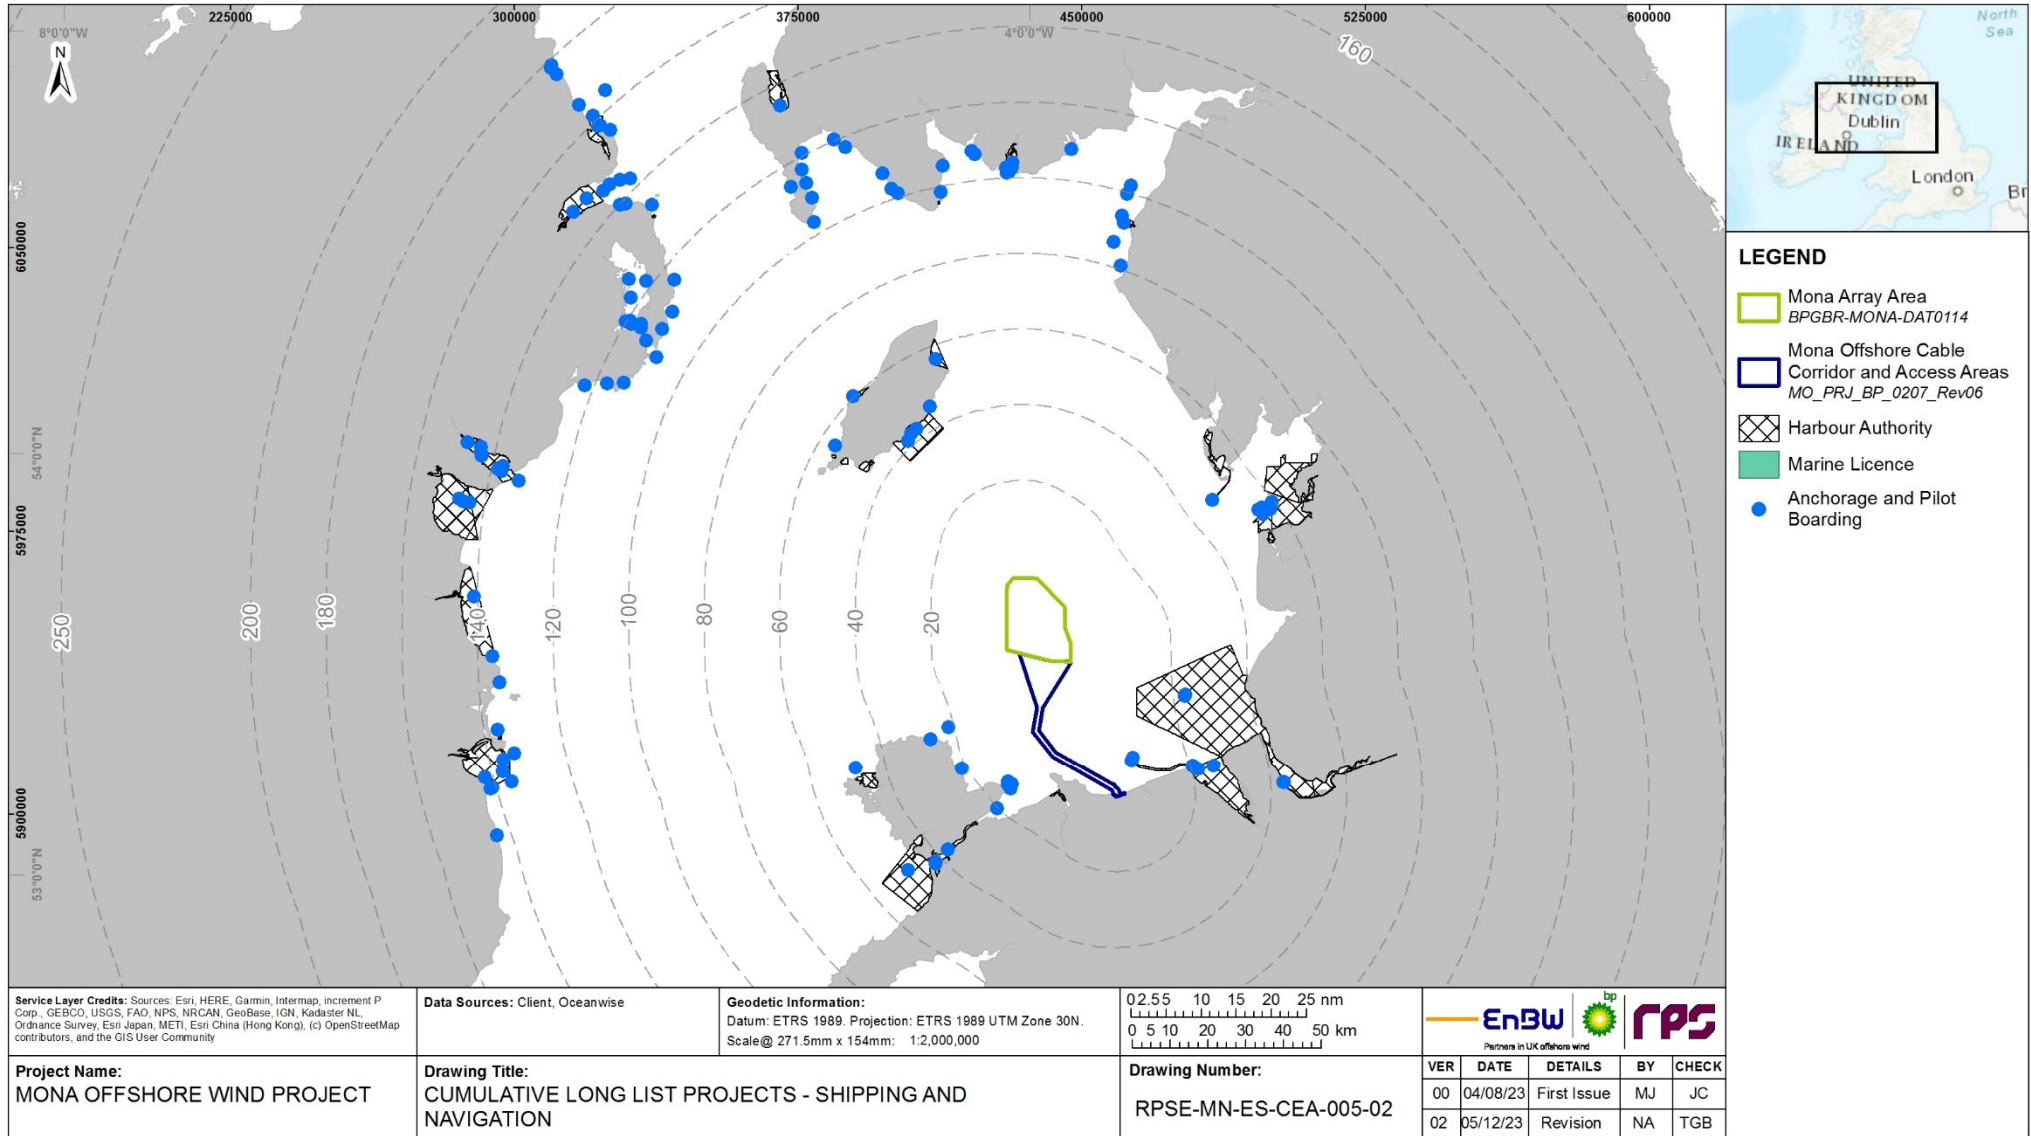 225000
300000
375000
450000
525000
600000
8°0'0"W
4°0'0"W
N
160
6050000
54°0'0"N
5975000
5900000
53°0'0"N
250
200
180
140
120
100
80
60
40
20
North
Sea
UNITED
KINGDOM
Dublin
IRELAND
London
Br
LEGEND
Mona Array Area
BPGBR-MONA-DAT0114
Mona Offshore Cable
Corridor and Access Areas
MO_PRJ_BP_0207_Rev06
Harbour Authority
Marine Licence
Anchorage and Pilot
Boarding
Service Layer Credits: Sources: Esri, HERE, Garmin, Intermap, increment P
Corp., GEBCO, USGS, FAO, NPS, NRCAN, GeoBase, IGN, Kadaster NL,
Ordnance Survey, Esri Japan, METI, Esri China (Hong Kong), (c) OpenStreetMap
contributors, and the GIS User Community
Data Sources: Client, Oceanwise
Geodetic Information:
Datum: ETRS 1989. Projection: ETRS 1989 UTM Zone 30N.
Scale@ 271.5mm x 154mm: 1:2,000,000
0 2.5 5 10 15 20 25 nm
0 5 10 20 30 40 50 km
EnBW
bp
rps
Partners in UK offshore wind
Project Name:
MONA OFFSHORE WIND PROJECT
Drawing Title:
CUMULATIVE LONG LIST PROJECTS - SHIPPING AND
NAVIGATION
Drawing Number:
RPSE-MN-ES-CEA-005-02
VER DATE DETAILS BY CHECK
00 04/08/23 First Issue MJ JC
02 05/12/23 Revision NA TGB